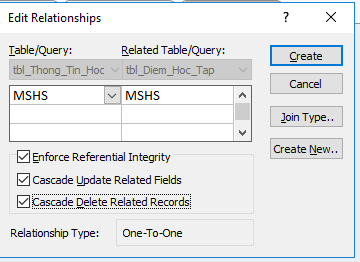 Edit Relationships
Table/Query:
Related Table/Query:
tbl_Thong_Tin_Hoc
tbl_Diem_Hoc_Tap
MSHS
MSHS
Enforce Referential Integrity
Cascade Update Related Fields
Cascade Delete Related Records
Relationship Type:
One-To-One
Create
Cancel
Join Type..
Create New..